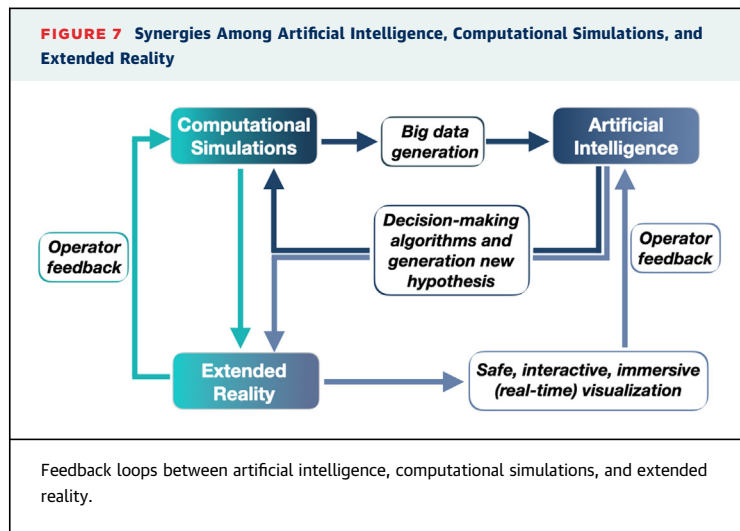 FIGURE 7 Synergies Among Artificial Intelligence, Computational Simulations, and
Extended Reality
Computational
Simulations
Big data
generation
Artificial
Intelligence
Operator
feedback
Decision-making
algorithms and
generation new
hypothesis
Operator
feedback
Extended
Reality
Safe, interactive, immersive
(real-time) visualization
Feedback loops between artificial intelligence, computational simulations, and extended
reality.